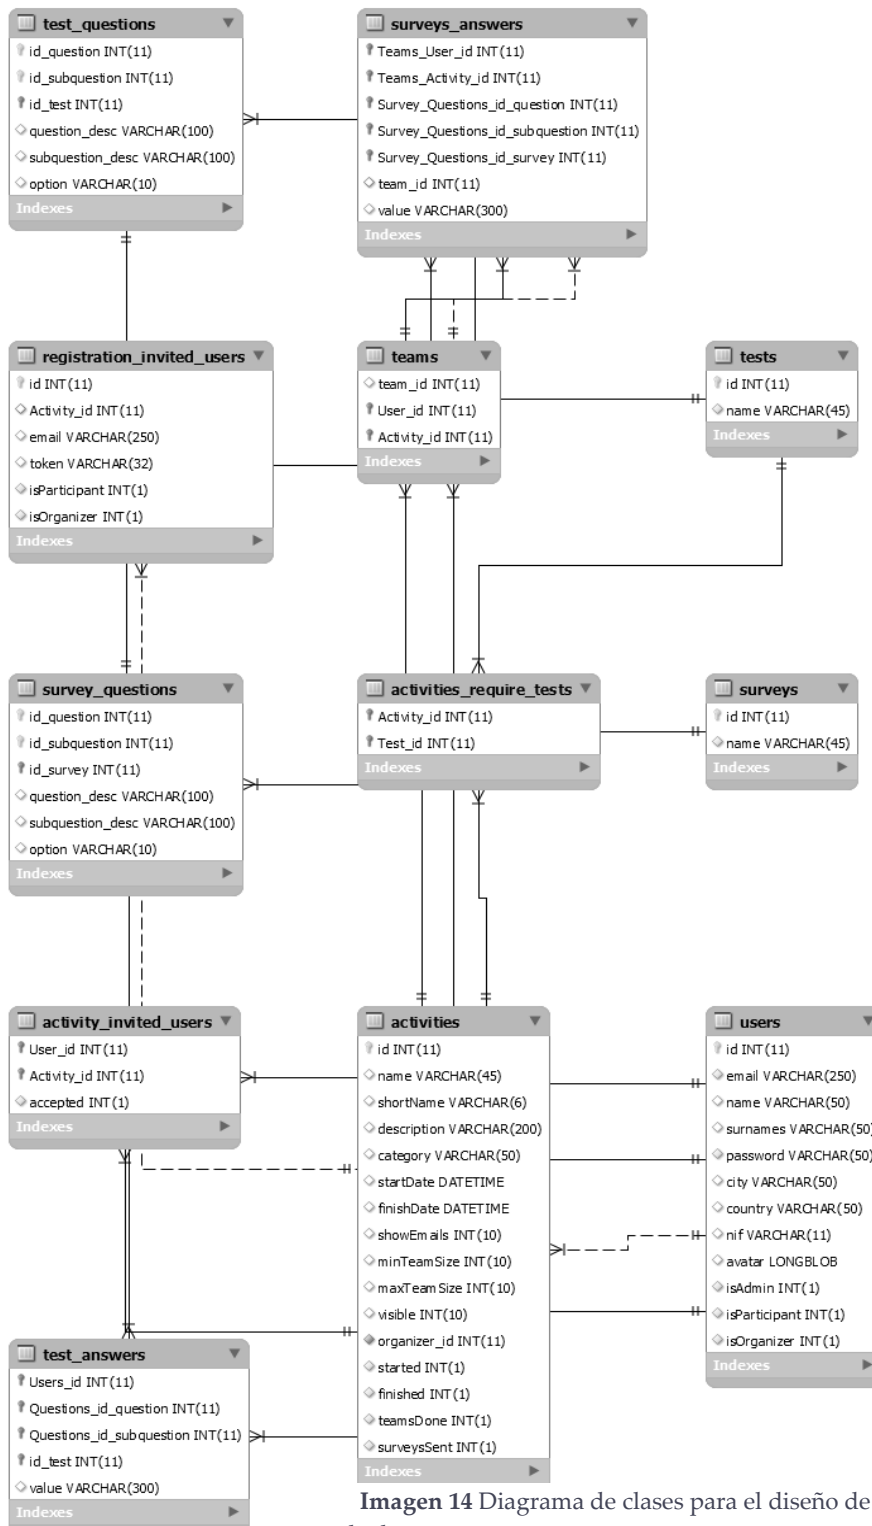 test_questions
id_question INT(11)
id_subquestion INT(11)
id_test INT(11)
question_desc VARCHAR(100)
subquestion_desc VARCHAR(100)
option VARCHAR(10)
Indexes
surveys_answers
Teams_User_id INT(11)
Teams_Activity_id INT(11)
Survey_Questions_id_question INT(11)
Survey_Questions_id_subquestion INT(11)
Survey_Questions_id_survey INT(11)
team_id INT(11)
value VARCHAR(300)
Indexes
registration_invited_users
id INT(11)
Activity_id INT(11)
email VARCHAR(250)
token VARCHAR(32)
isParticipant INT(1)
isOrganizer INT(1)
Indexes
teams
team_id INT(11)
User_id INT(11)
Activity_id INT(11)
Indexes
tests
id INT(11)
name VARCHAR(45)
Indexes
survey_questions
id_question INT(11)
id_subquestion INT(11)
id_survey INT(11)
question_desc VARCHAR(100)
subquestion_desc VARCHAR(100)
option VARCHAR(10)
Indexes
activities_require_tests
Activity_id INT(11)
Test_id INT(11)
Indexes
surveys
id INT(11)
name VARCHAR(45)
Indexes
activity_invited_users
User_id INT(11)
Activity_id INT(11)
accepted INT(1)
Indexes
activities
id INT(11)
name VARCHAR(45)
shortName VARCHAR(6)
description VARCHAR(200)
category VARCHAR(50)
startDate DATETIME
finishDate DATETIME
showEmails INT(10)
minTeamSize INT(10)
maxTeamSize INT(10)
visible INT(10)
organizer_id INT(11)
started INT(1)
finished INT(1)
teamsDone INT(1)
surveysSent INT(1)
Indexes
users
id INT(11)
email VARCHAR(250)
name VARCHAR(50)
surnames VARCHAR(50)
password VARCHAR(50)
city VARCHAR(50)
country VARCHAR(50)
nif VARCHAR(11)
avatar LONGBLOB
isAdmin INT(1)
isParticipant INT(1)
isOrganizer INT(1)
Indexes
test_answers
Users_id INT(11)
Questions_id_question INT(11)
Questions_id_subquestion INT(11)
id_test INT(11)
value VARCHAR(300)
Indexes
Imagen 14 Diagrama de clases para el diseño de